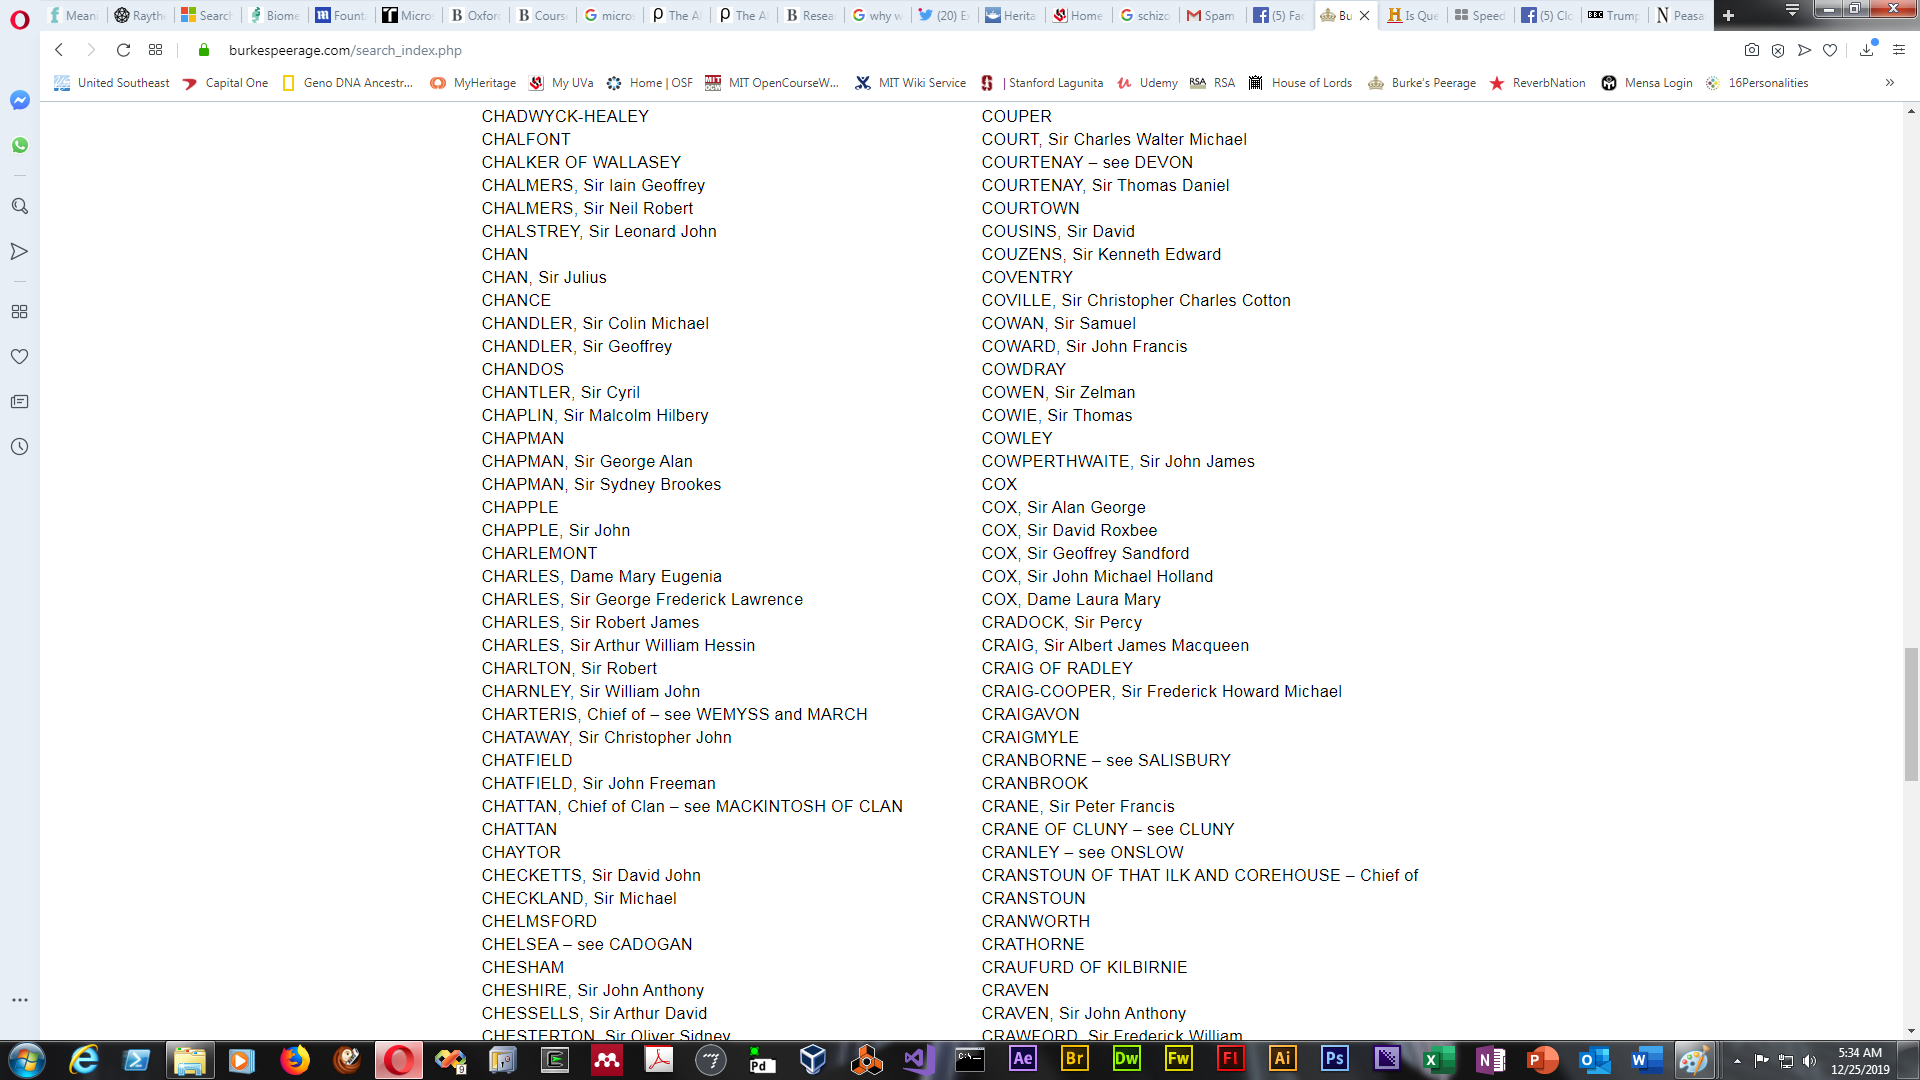 Meani
Rayth
Search
Biome
Founta
Micros
Micro
Oxfor
Cours
micros
The Al
The Al
Resea
why w
(20) E
Herita
Home
schizo
Spam
(5) Fac
Bu
Is Que
Speed
(5) Clo
Trump
Peasa
burkespeerage.com/search_index.php
United Southeast
Capital One
Geno DNA Ancestr...
MyHeritage
My UVa
Home | OSF
MIT OpenCourseW...
MIT Wiki Service
| Stanford Lagunita
Udemy
RSA RSA
House of Lords
Burke's Peerage
ReverbNation
Mensa Login
16Personalities
CHADWYCK-HEALEY
CHALFONT
CHALKER OF WALLASEY
CHALMERS, Sir Iain Geoffrey
CHALMERS, Sir Neil Robert
CHALSTREY, Sir Leonard John
CHAN
CHAN, Sir Julius
CHANCE
CHANDLER, Sir Colin Michael
CHANDLER, Sir Geoffrey
CHANDOS
CHANTLER, Sir Cyril
CHAPLIN, Sir Malcolm Hilbery
CHAPMAN
CHAPMAN, Sir George Alan
CHAPMAN, Sir Sydney Brookes
CHAPPLE
CHAPPLE, Sir John
CHARLEMONT
CHARLES, Dame Mary Eugenia
CHARLES, Sir George Frederick Lawrence
CHARLES, Sir Robert James
CHARLES, Sir Arthur William Hessin
CHARLTON, Sir Robert
CHARNLEY, Sir William John
CHARTERIS, Chief of – see WEMYSS and MARCH
CHATAWAY, Sir Christopher John
CHATFIELD
CHATFIELD, Sir John Freeman
CHATTAN, Chief of Clan – see MACKINTOSH OF CLAN
CHATTAN
CHAYTOR
CHECKETTS, Sir David John
CHECKLAND, Sir Michael
CHELMSFORD
CHELSEA – see CADOGAN
CHESHAM
CHESHIRE, Sir John Anthony
CHESSELLS, Sir Arthur David
CHESTERTON, Sir Oliver Sidney
COUPER
COURT, Sir Charles Walter Michael
COURTENAY – see DEVON
COURTENAY, Sir Thomas Daniel
COURTOWN
COUSINS, Sir David
COUZENS, Sir Kenneth Edward
COVENTRY
COVILLE, Sir Christopher Charles Cotton
COWAN, Sir Samuel
COWARD, Sir John Francis
COWDRAY
COWEN, Sir Zelman
COWIE, Sir Thomas
COWLEY
COWPERTHWAITE, Sir John James
COX
COX, Sir Alan George
COX, Sir David Roxbee
COX, Sir Geoffrey Sandford
COX, Sir John Michael Holland
COX, Dame Laura Mary
CRADOCK, Sir Percy
CRAIG, Sir Albert James Macqueen
CRAIG OF RADLEY
CRAIG-COOPER, Sir Frederick Howard Michael
CRAIGAVON
CRAIGMYLE
CRANBORNE – see SALISBURY
CRANBROOK
CRANE, Sir Peter Francis
CRANE OF CLUNY – see CLUNY
CRANLEY – see ONSLOW
CRANSTOUN OF THAT ILK AND COREHOUSE – Chief of
CRANSTOUN
CRANWORTH
CRATHORNE
CRAUFURD OF KILBIRNIE
CRAVEN
CRAVEN, Sir John Anthony
CRAWFORD, Sir Frederick William
Pd
Ae
Br
Dw
Fw
Fl
Ai
Ps
5:34 AM
12/25/2019